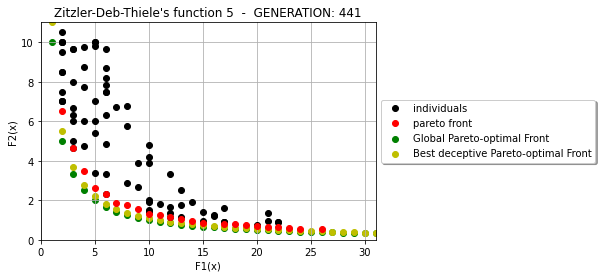 Zitzler-Deb-Thiele's function 5  -  GENERATION: 441
10
8
6
4
2
0
F2(x)
0
5
10
15
20
25
30
F1(x)
individuals
pareto front
Global Pareto-optimal Front
Best deceptive Pareto-optimal Front